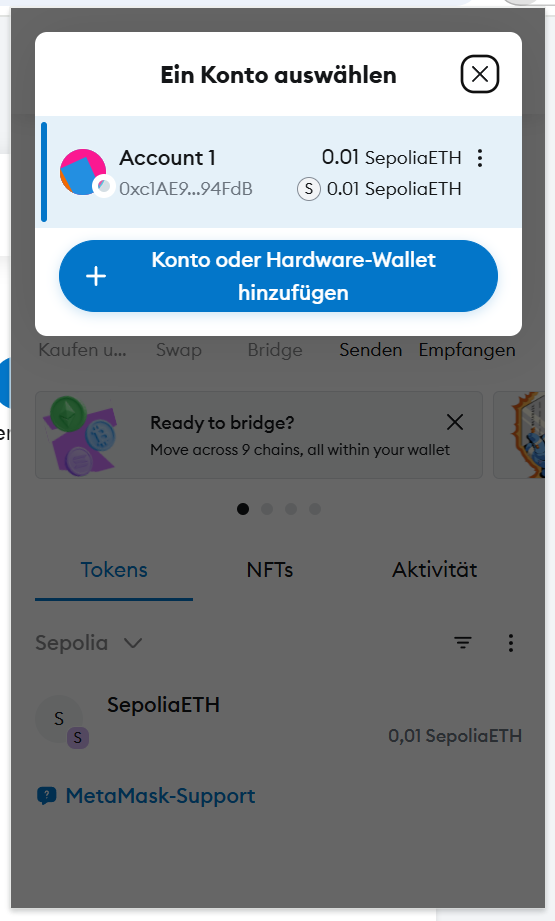 Ein Konto auswählen
Account 1
0.01 SepoliaETH
0xc1AE9...94FdB
S 0.01 SepoliaETH
+ Konto oder Hardware-Wallet
hinzufügen
Kaufen u... Swap Bridge Senden Empfangen
Ready to bridge?
Move across 9 chains, all within your wallet
Tokens NFTs Aktivität
Sepolia
S
S
SepoliaETH
0,01 SepoliaETH
MetaMask-Support